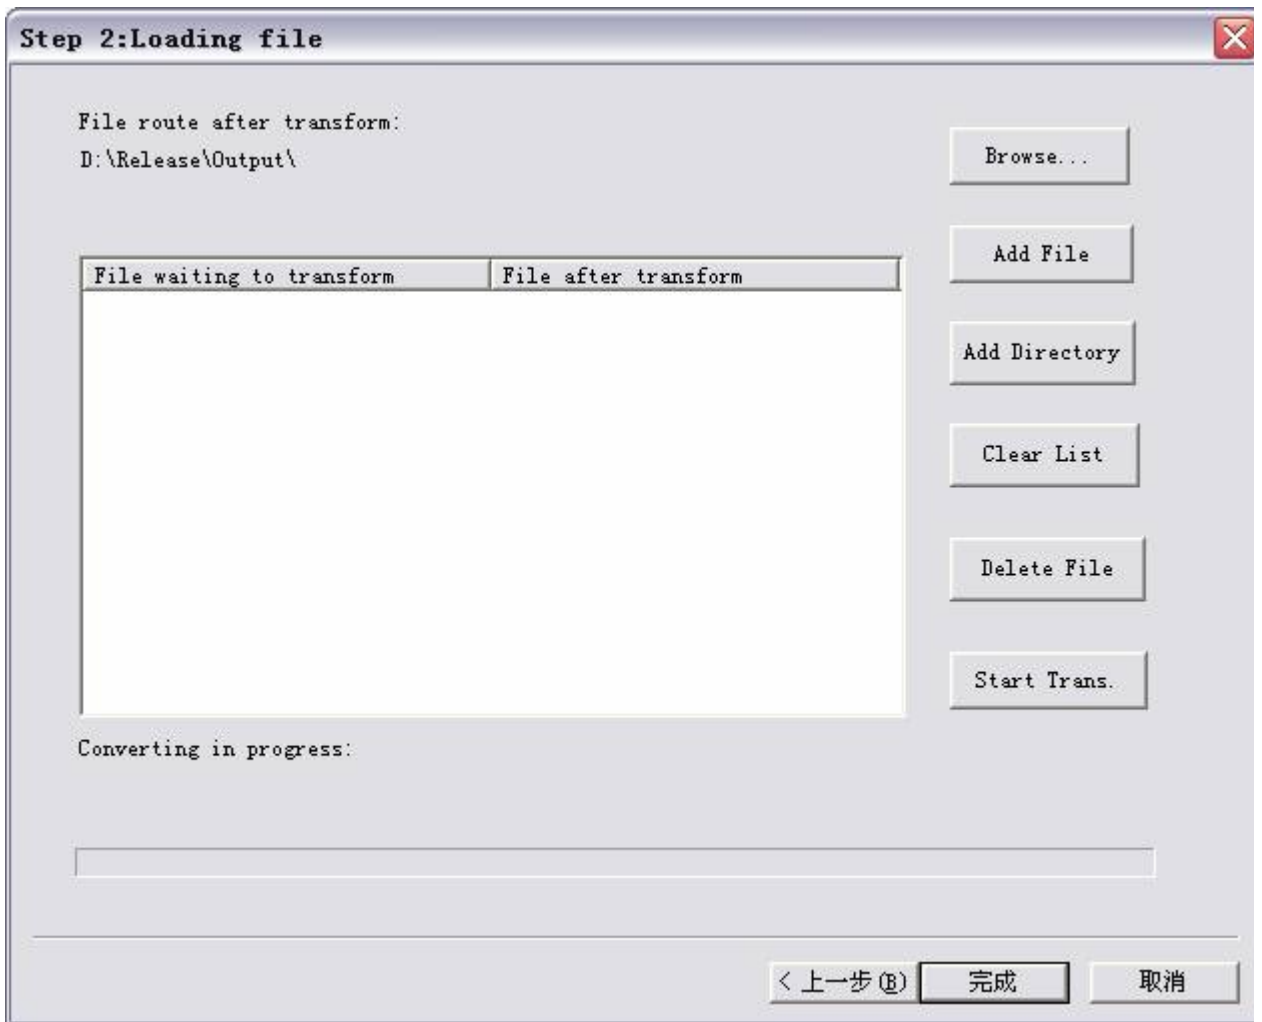 Step 2:Loading file
File route after transform:
D:\Release\Output\
Browse...
Add File
File waiting to transform
File after transform
Add Directory
Clear List
Delete File
Start Trans.
Converting in progress:
< 上一步(B)
完成
取消